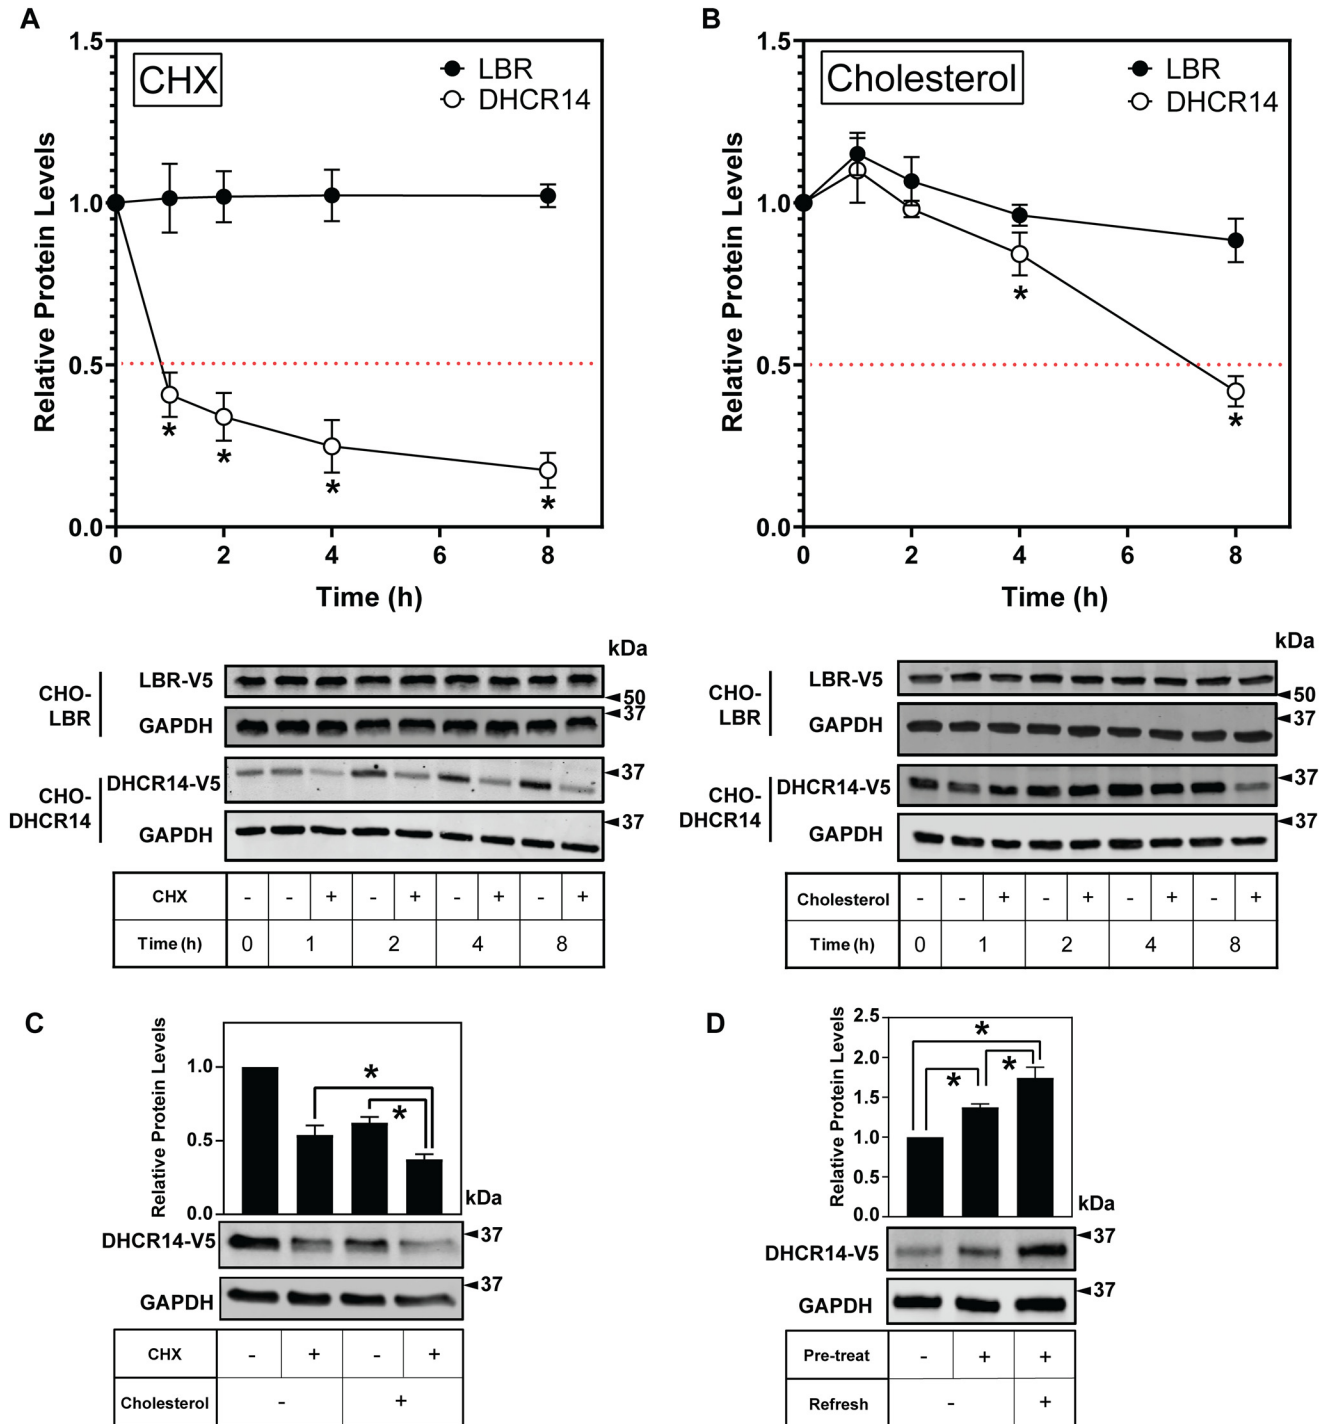 A
CHX
LBR
DHCR14
Relative Protein Levels
1.5
1.0
0.5
0.0
0 2 4 6 8
Time (h)
*
*
*
*
kDa
CHO-
LBR
LBR-V5
50
GAPDH
37
CHO-
DHCR14
DHCR14-V5
37
GAPDH
37
CHX - - + - + - + - +
Time (h) 0 1 2 4 8
B
Cholesterol
LBR
DHCR14
Relative Protein Levels
1.5
1.0
0.5
0.0
0 2 4 6 8
Time (h)
*
*
kDa
CHO-
LBR
LBR-V5
50
GAPDH
37
CHO-
DHCR14
DHCR14-V5
37
GAPDH
37
Cholesterol - - + - + - + - +
Time (h) 0 1 2 4 8
C
Relative Protein Levels
1.0
0.5
0.0
*
*
kDa
DHCR14-V5
37
GAPDH
37
CHX - + - +
Cholesterol - +
D
Relative Protein Levels
2.5
2.0
1.5
1.0
0.5
0.0
*
*
*
kDa
DHCR14-V5
37
GAPDH
37
Pre-treat - + +
Refresh - +